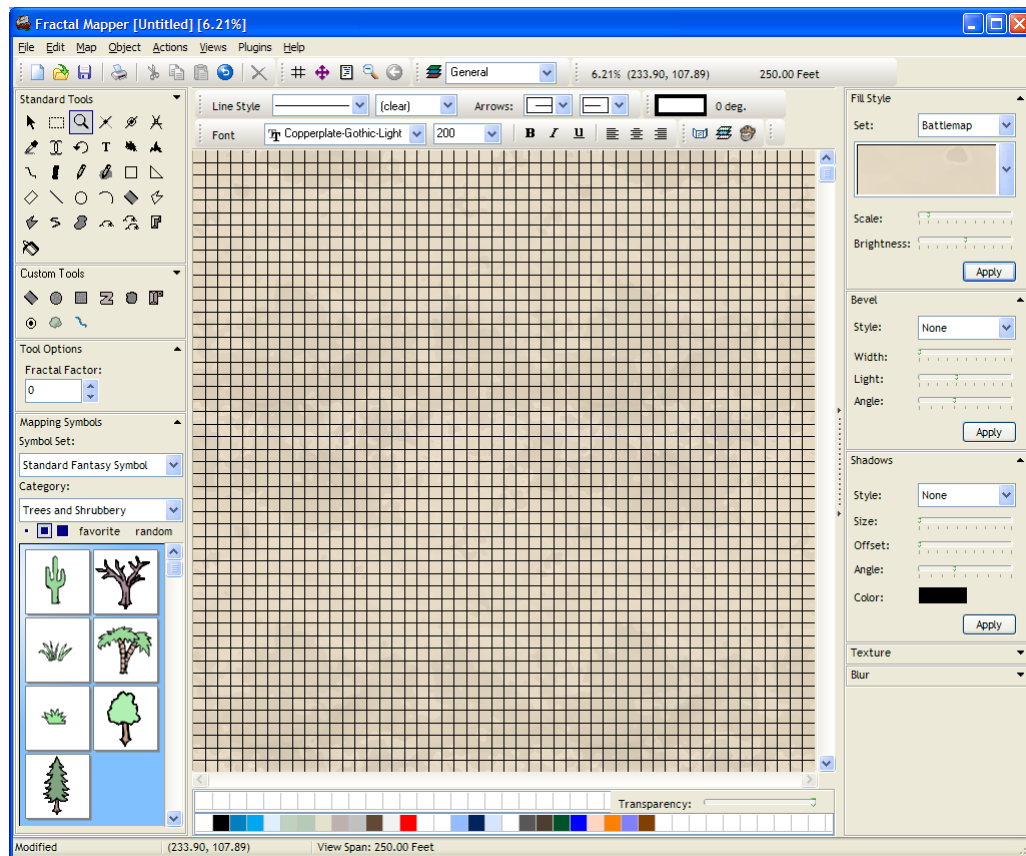 Fractal Mapper [Untitled] [6.21%]
File Edit Map Object Actions Views Plugins Help
General 6.21% (233.90, 107.89) 250.00 Feet
Standard Tools
Line Style (clear) Arrows: 0 deg.
Font Copperplate-Gothic-Light 200 B I U
Custom Tools
Tool Options
Fractal Factor:
0
Mapping Symbols
Symbol Set:
Standard Fantasy Symbol
Category:
Trees and Shrubbery
favorite random
Fill Style
Set: Battlemap
Scale:
Brightness:
Apply
Bevel
Style: None
Width:
Light:
Angle:
Apply
Shadows
Style: None
Size:
Offset:
Angle:
Color:
Apply
Texture
Blur
Transparency:
Modified (233.90, 107.89) View Span: 250.00 Feet